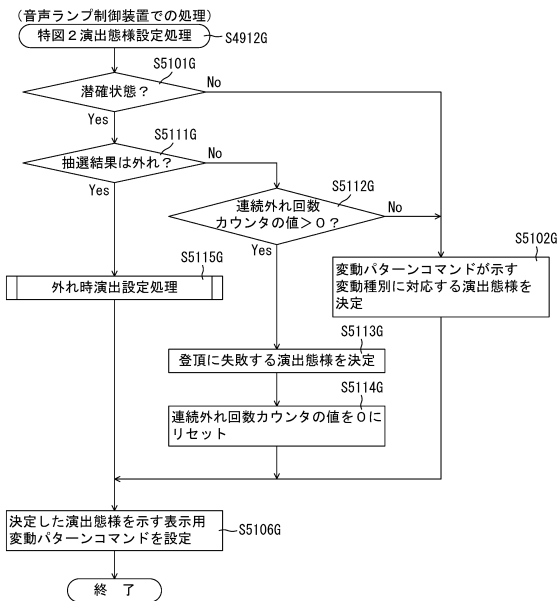 （音声ランプ制御装置での処理）
特図２演出態様設定処理
S4912G
S5101G
潜確状態？
No
Yes
S5111G
抽選結果は外れ？
No
Yes
S5112G
連続外れ回数
カウンタの値＞０？
No
Yes
S5102G
変動パターンコマンドが示す
変動種別に対応する演出態様を
決定
S5115G
外れ時演出設定処理
S5113G
登頂に失敗する演出態様を決定
S5114G
連続外れ回数カウンタの値を０に
リセット
決定した演出態様を示す表示用
変動パターンコマンドを設定
S5106G
終　了